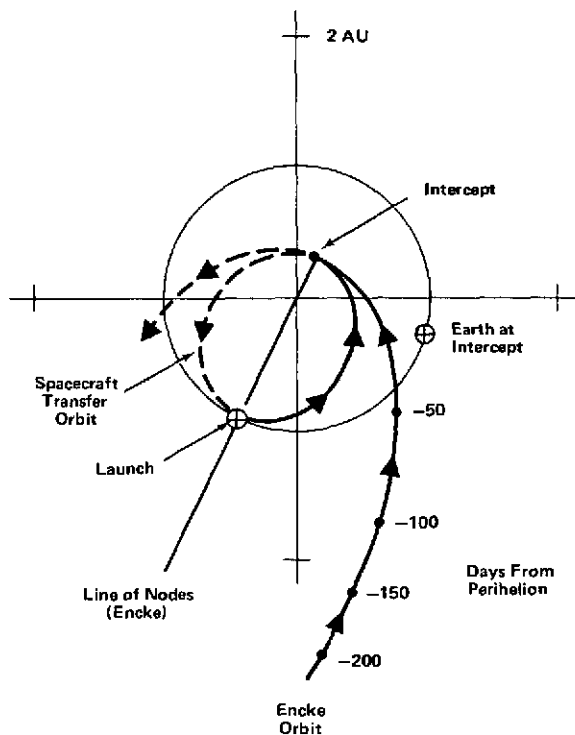 2 AU
Intercept
Earth at
Intercept
Spacecraft
Transfer
Orbit
Launch
−50
−100
−150
−200
Days From
Perihelion
Line of Nodes
(Encke)
Encke
Orbit